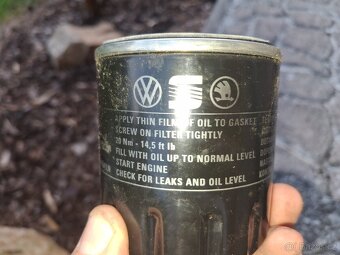 APPLY THIN FILM OF OIL TO GASKET
SCREW ON FILTER TIGHTLY
20 Nm - 14,5 ft lb
FILL WITH OIL UP TO NORMAL LEVEL
START ENGINE
CHECK FOR LEAKS AND OIL LEVEL